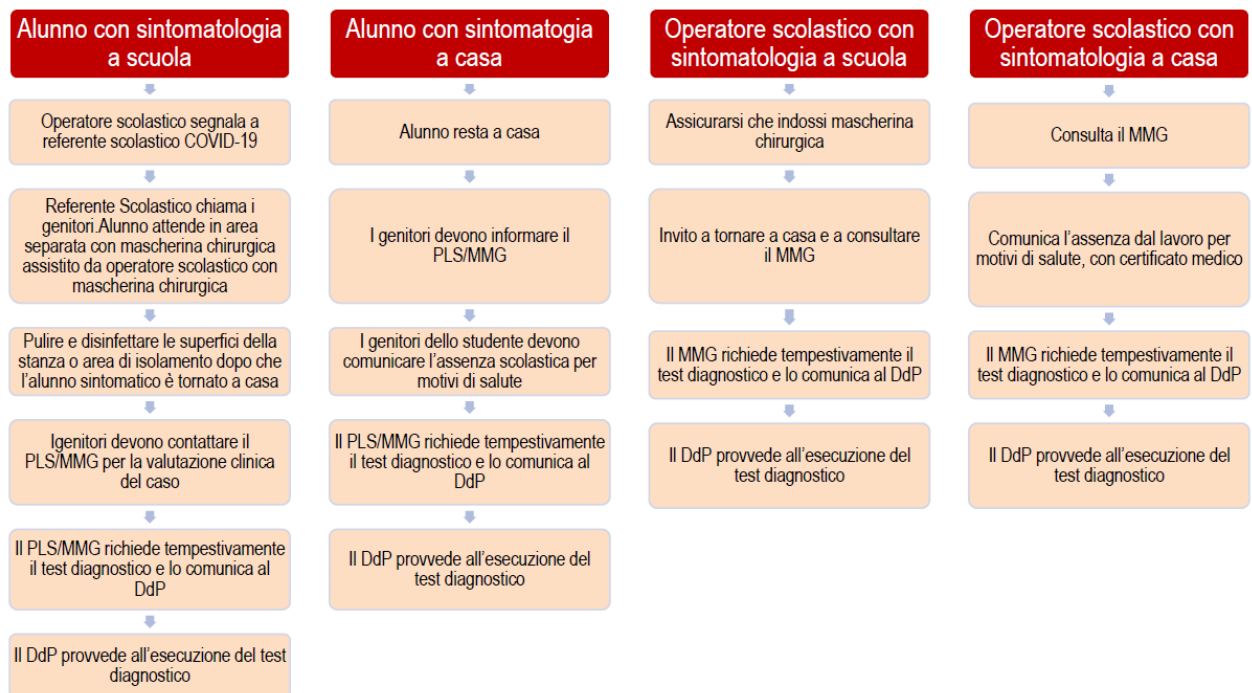 Alunno con sintomatologia
a scuola
Operatore scolastico segnala a
referente scolastico COVID-19
Referente Scolastico chiama i
genitori.Alunno attende in area
separata con mascherina chirurgica
assistito da operatore scolastico con
mascherina chirurgica
Pulire e disinfettare le superfici della
stanza o area di isolamento dopo che
l'alunno sintomatico è tornato a casa
Igenitori devono contattare il
PLS/MMG per la valutazione clinica
del caso
Il PLS/MMG richiede tempestivamente
il test diagnostico e lo comunica al
DdP
Il DdP provvede all'esecuzione del test
diagnostico
Alunno con sintomatogia
a casa
Alunno resta a casa
I genitori devono informare il
PLS/MMG
I genitori dello studente devono
comunicare l'assenza scolastica per
motivi di salute
Il PLS/MMG richiede tempestivamente
il test diagnostico e lo comunica al
DdP
Il DdP provvede all'esecuzione del
test diagnostico
Operatore scolastico con
sintomatologia a scuola
Assicurarsi che indossi mascherina
chirurgica
Invito a tornare a casa e a consultare
il MMG
Il MMG richiede tempestivamente il
test diagnostico e lo comunica al DdP
Il DdP provvede all'esecuzione del
test diagnostico
Operatore scolastico con
sintomatologia a casa
Consulta il MMG
Comunica l'assenza dal lavoro per
motivi di salute, con certificato medico
Il MMG richiede tempestivamente il
test diagnostico e lo comunica al DdP
Il DdP provvede all'esecuzione del
test diagnostico